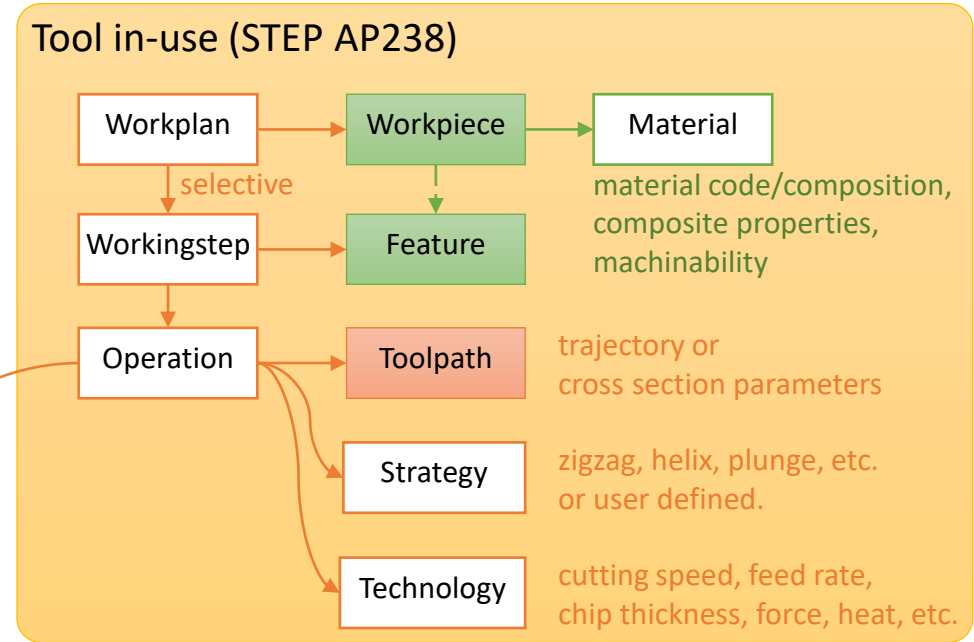 Tool in-use (STEP AP238)
Workplan
Workpiece
Material
selective
material code/composition,
composite properties,
machinability
Workingstep
Feature
Operation
Toolpath
trajectory or
cross section parameters
Strategy
zigzag, helix, plunge, etc.
or user defined.
Technology
cutting speed, feed rate,
chip thickness, force, heat, etc.